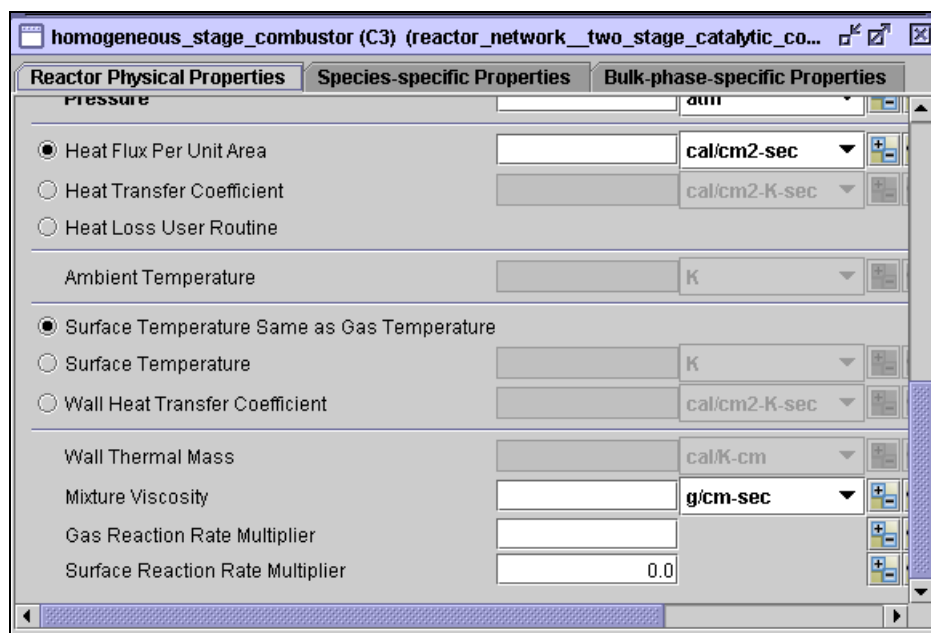 homogeneous_stage_combustor (C3) (reactor_network__two_stage_catalytic_co...
Reactor Physical Properties Species-specific Properties Bulk-phase-specific Properties
Pressure atm
Heat Flux Per Unit Area cal/cm2-sec
Heat Transfer Coefficient cal/cm2-K-sec
Heat Loss User Routine
Ambient Temperature K
Surface Temperature Same as Gas Temperature
Surface Temperature K
Wall Heat Transfer Coefficient cal/cm2-K-sec
Wall Thermal Mass cal/K-cm
Mixture Viscosity g/cm-sec
Gas Reaction Rate Multiplier
Surface Reaction Rate Multiplier 0.0